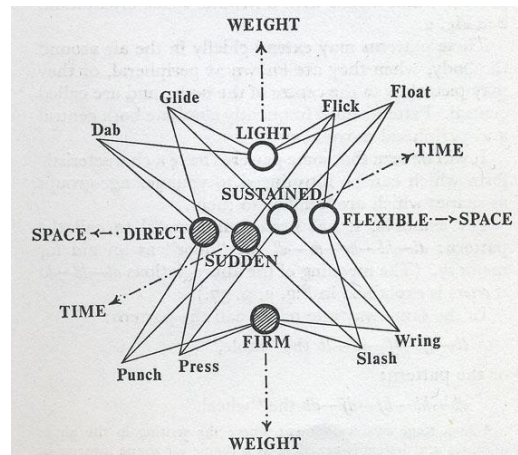 WEIGHT
Float
Glide
Flick
Dab
LIGHT
TIME
SUSTAINED
SPACE DIRECT FLEXIBLE SPACE
SUDDEN
TIME
FIRM
Wring
Slash
Press
Punch
WEIGHT